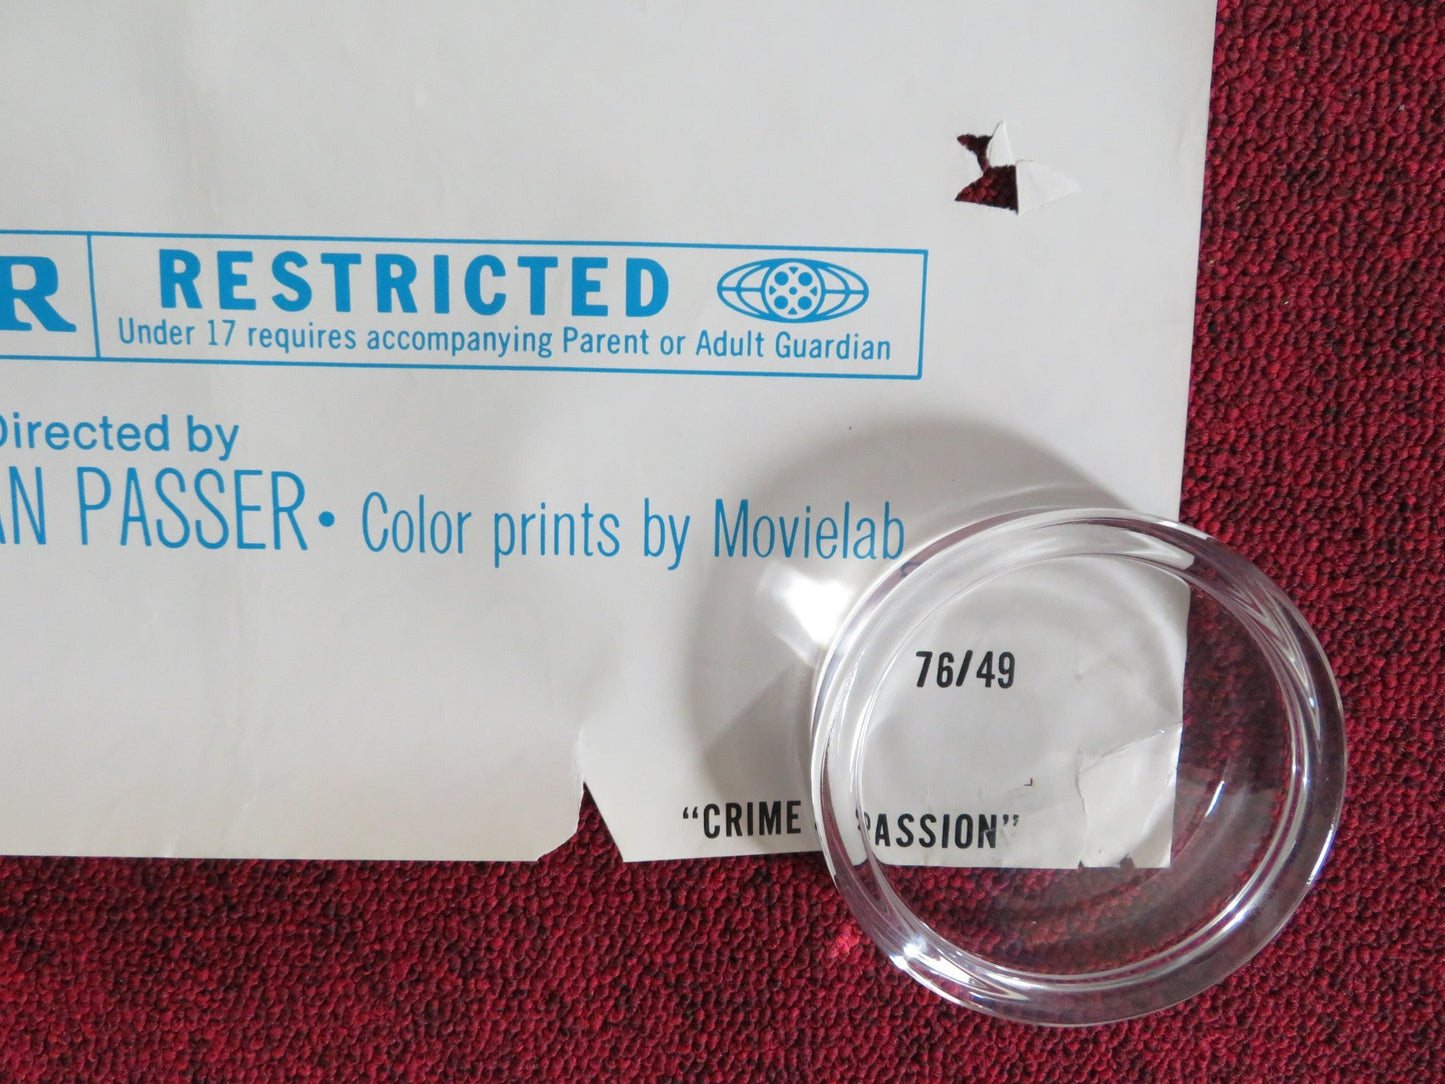 R RESTRICTED
Under 17 requires accompanying Parent or Adult Guardian
Directed by
AN PASSER • Color prints by Movielab
76/49
"CRIME PASSION"